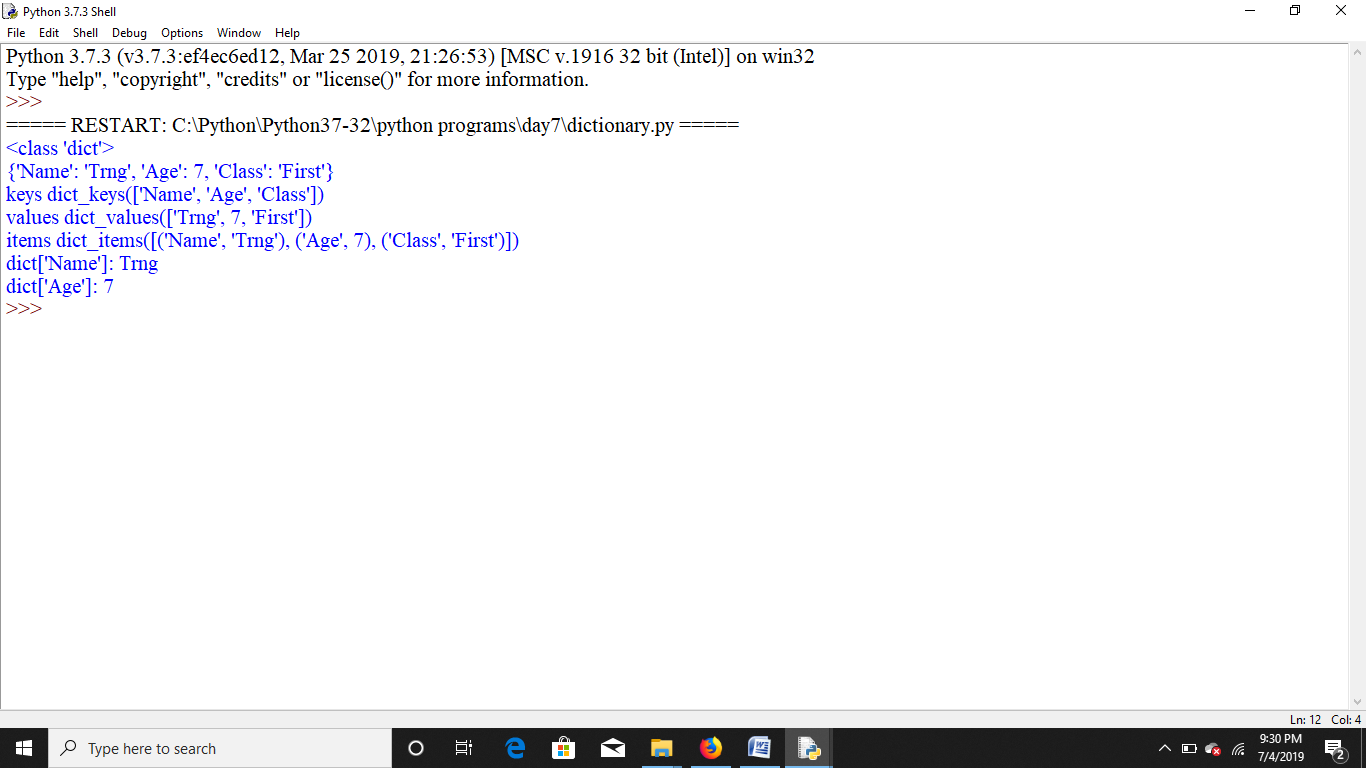 Python 3.7.3 Shell
File Edit Shell Debug Options Window Help
Python 3.7.3 (v3.7.3:ef4ec6ed12, Mar 25 2019, 21:26:53) [MSC v.1916 32 bit (Intel)] on win32
Type "help", "copyright", "credits" or "license()" for more information.
>>>
===== RESTART: C:\Python\Python37-32\python programs\day7\dictionary.py =====
<class 'dict'>
{'Name': 'Trng', 'Age': 7, 'Class': 'First'}
keys dict_keys(['Name', 'Age', 'Class'])
values dict_values(['Trng', 7, 'First'])
items dict_items([('Name', 'Trng'), ('Age', 7), ('Class', 'First')])
dict['Name']: Trng
dict['Age']: 7
>>>
Ln: 12 Col: 4
Type here to search
9:30 PM
7/4/2019
2